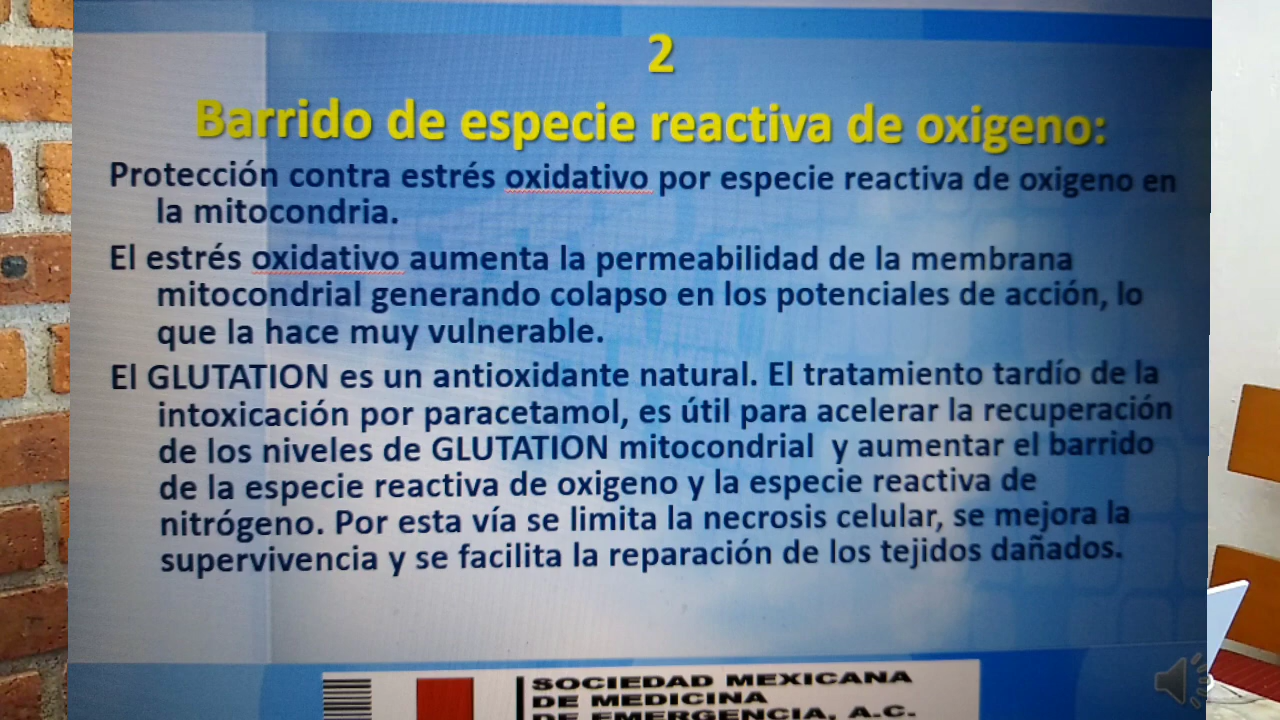 2
Barrido de especie reactiva de oxigeno:
Protección contra estrés oxidativo por especie reactiva de oxigeno en
la mitocondria.
El estrés oxidativo aumenta la permeabilidad de la membrana
mitocondrial generando colapso en los potenciales de acción, lo
que la hace muy vulnerable.
El GLUTATION es un antioxidante natural. El tratamiento tardío de la
intoxicación por paracetamol, es útil para acelerar la recuperación
de los niveles de GLUTATION mitocondrial y aumentar el barrido
de la especie reactiva de oxigeno y la especie reactiva de
nitrógeno. Por esta vía se limita la necrosis celular, se mejora la
supervivencia y se facilita la reparación de los tejidos dañados.
SOCIEDAD MEXICANA
DE MEDICINA
DE EMERGENCIA, A.C.